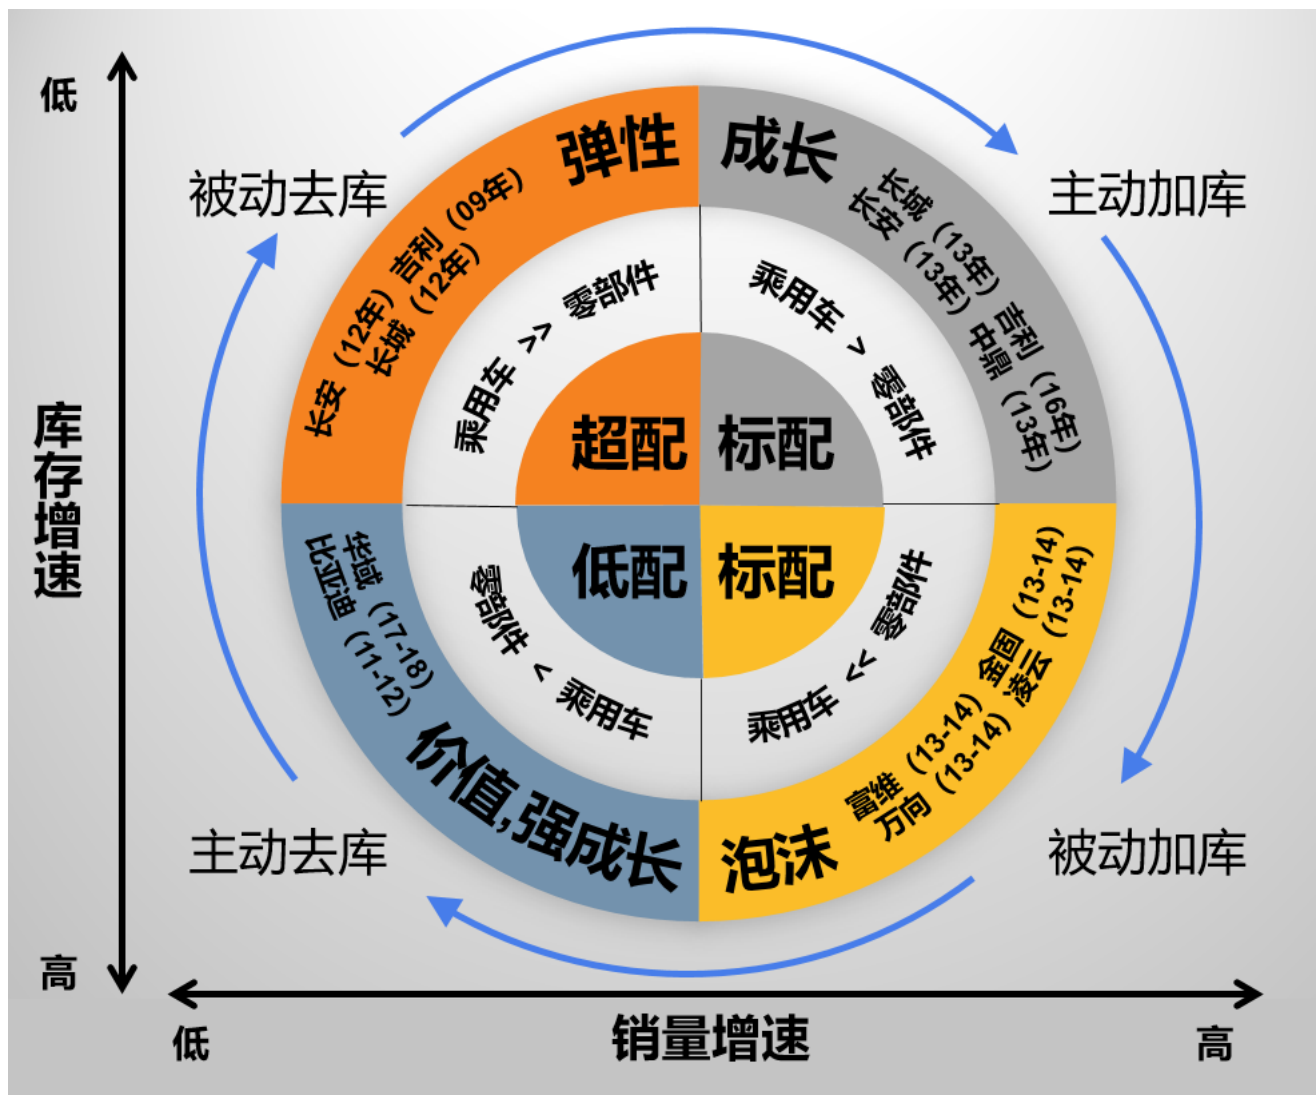 低
被动去库
主动加库
弹性
成长
长安（12年）吉利（09年）
长城（12年）
长城（13年）吉利（16年）
长安（13年）中鼎（13年）
乘用车 >> 零部件
乘用车 > 零部件
超配
标配
库存增速
低配
标配
零部件 < 乘用车
乘用车 << 零部件
华域（17-18）
比亚迪（11-12）
富维（13-14）金固（13-14）
万向（13-14）凌云（13-14）
价值,强成长
泡沫
主动去库
被动加库
高
低
销量增速
高